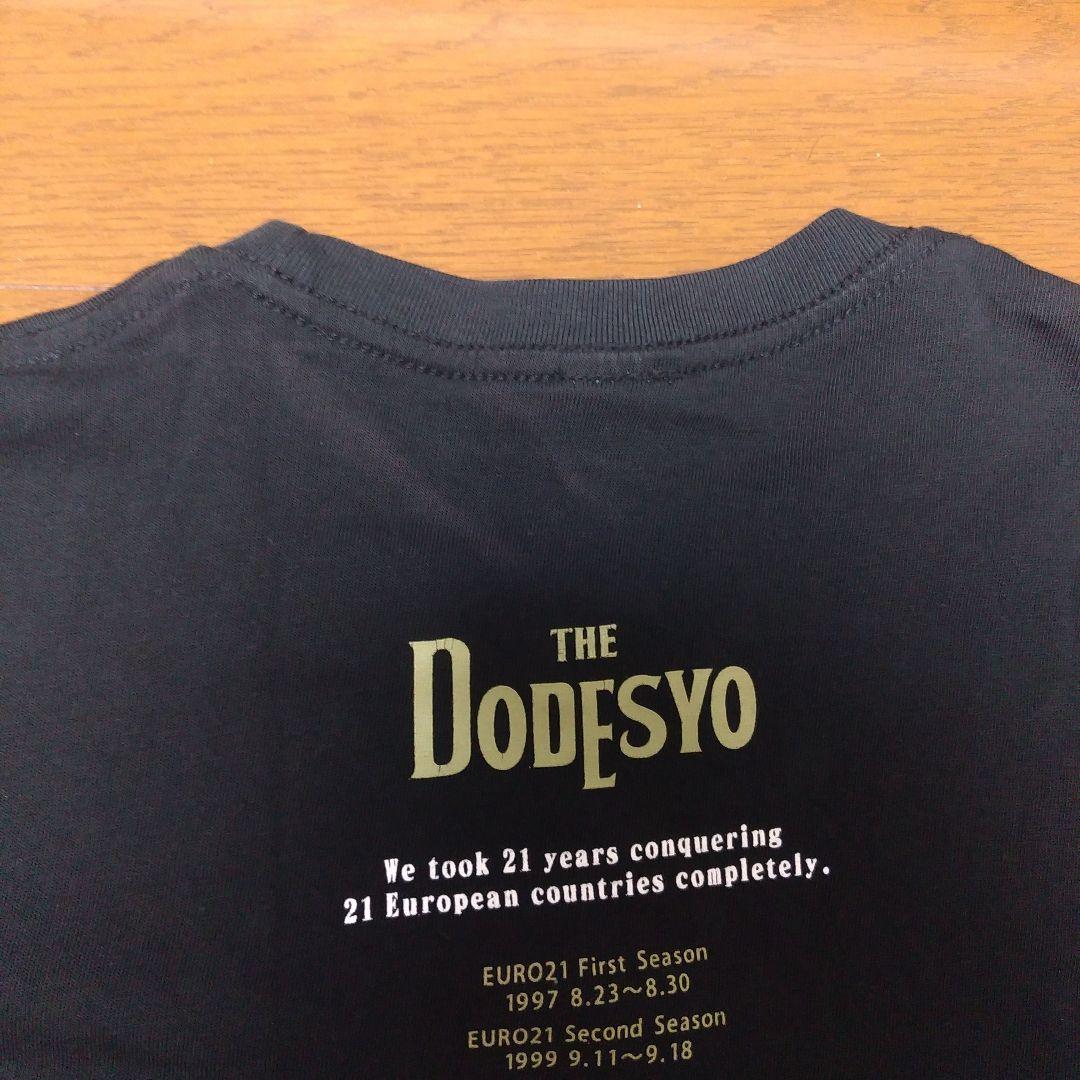 THE
DODESYO
We took 21 years conquering
21 European countries completely.
EURO21 First Season
1997 8.23～8.30
EURO21 Second Season
1999 9.11～9.18